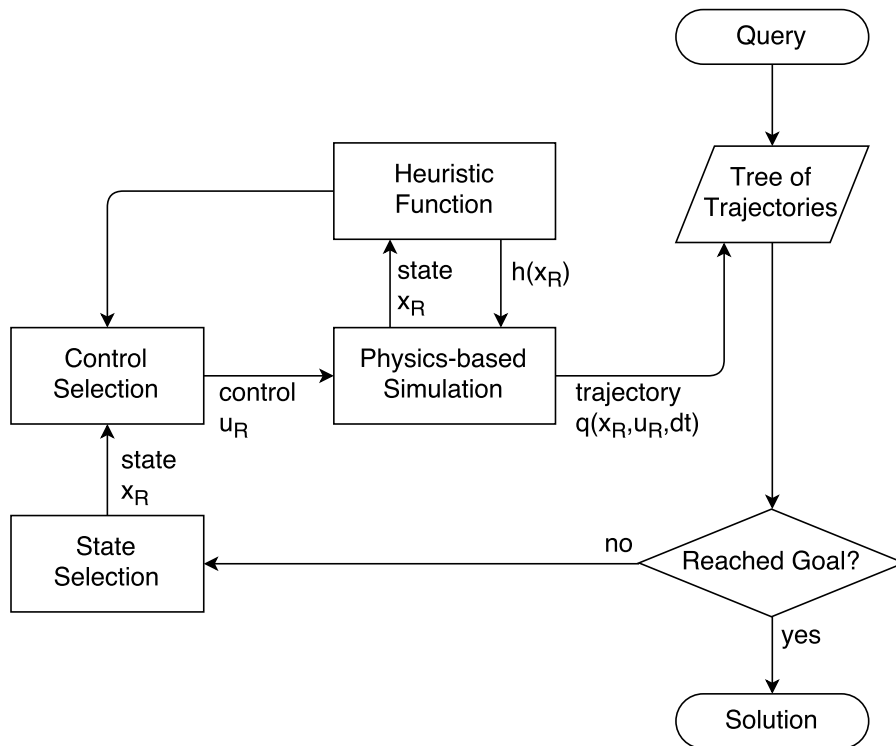 Query
Tree of
Trajectories
Heuristic
Function
state
x_R
h(x_R)
Control
Selection
control
u_R
Physics-based
Simulation
trajectory
q(x_R,u_R,dt)
state
x_R
State
Selection
no
Reached Goal?
yes
Solution